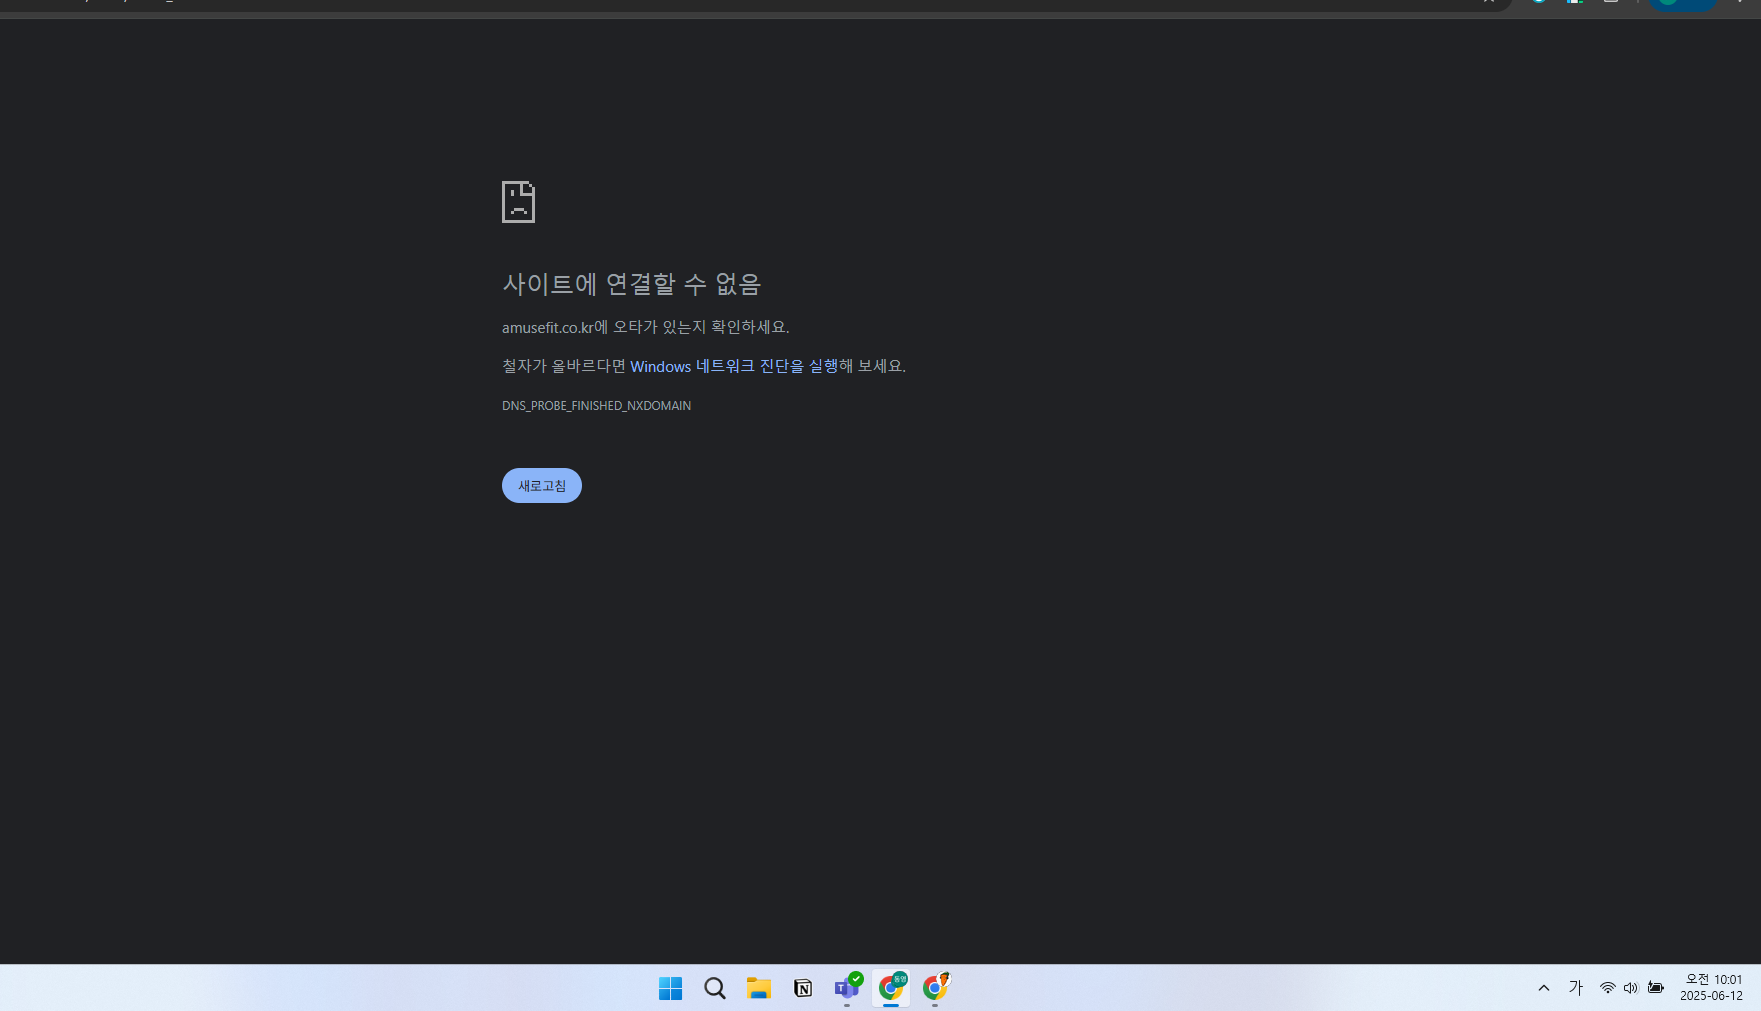 사이트에 연결할 수 없음
amusefit.co.kr에 오타가 있는지 확인하세요.
철자가 올바르다면 Windows 네트워크 진단을 실행해 보세요.
DNS_PROBE_FINISHED_NXDOMAIN
새로고침
가
오전 10:01
2025-06-12